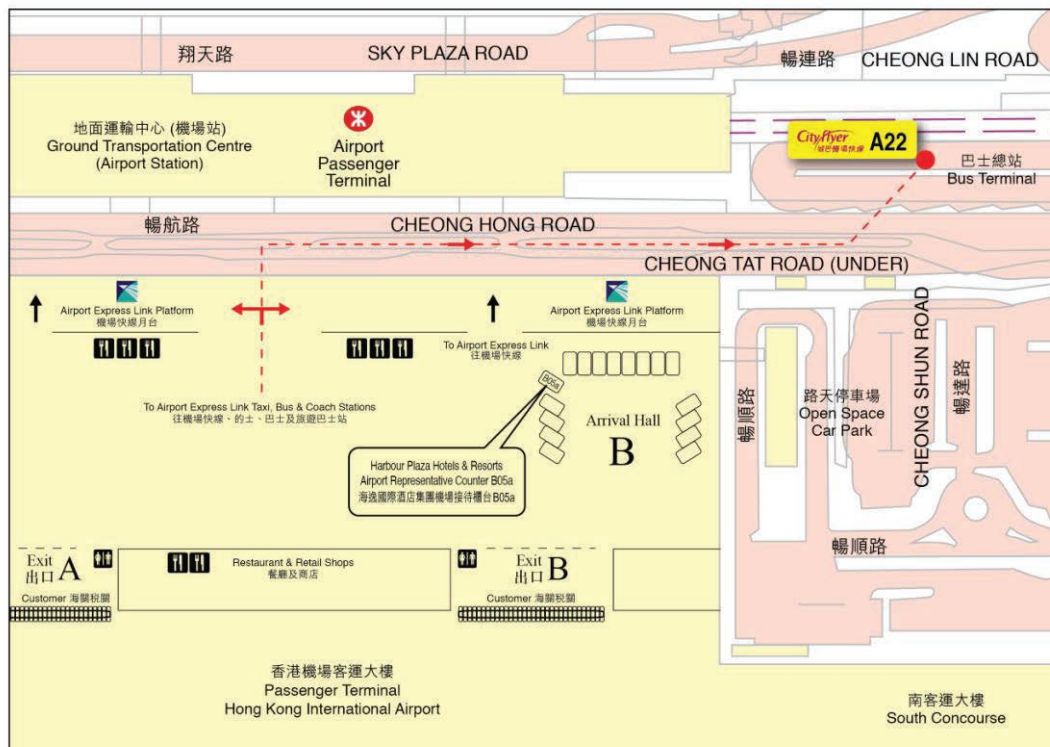 翔天路
SKY PLAZA ROAD
暢連路
CHEONG LIN ROAD
地面運輸中心 (機場站)
Ground Transportation Centre
(Airport Station)
Airport
Passenger
Terminal
Cityflyer
城巴機場快線
A22
巴士總站
Bus Terminal
暢航路
CHEONG HONG ROAD
CHEONG TAT ROAD (UNDER)
Airport Express Link Platform
機場快線月台
Airport Express Link Platform
機場快線月台
To Airport Express Link
往機場快線
B05a
To Airport Express Link Taxi, Bus & Coach Stations
往機場快線、的士、巴士及旅遊巴士站
Arrival Hall
B
Harbour Plaza Hotels & Resorts
Airport Representative Counter B05a
海逸國際酒店集團機場接待櫃台B05a
暢順路
路天停車場
Open Space
Car Park
CHEONG SHUN ROAD
暢達路
暢順路
Exit
出口 A
Customer 海關税關
Restaurant & Retail Shops
餐廳及商店
Exit
出口 B
Customer 海關税關
香港機場客運大樓
Passenger Terminal
Hong Kong International Airport
南客運大樓
South Concourse